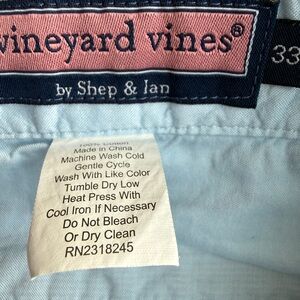 vineyard vines®
by Shep & Ian
33
100% Cotton
Made in China
Machine Wash Cold
Gentle Cycle
Wash With Like Color
Tumble Dry Low
Heat Press With
Cool Iron If Necessary
Do Not Bleach
Or Dry Clean
RN2318245